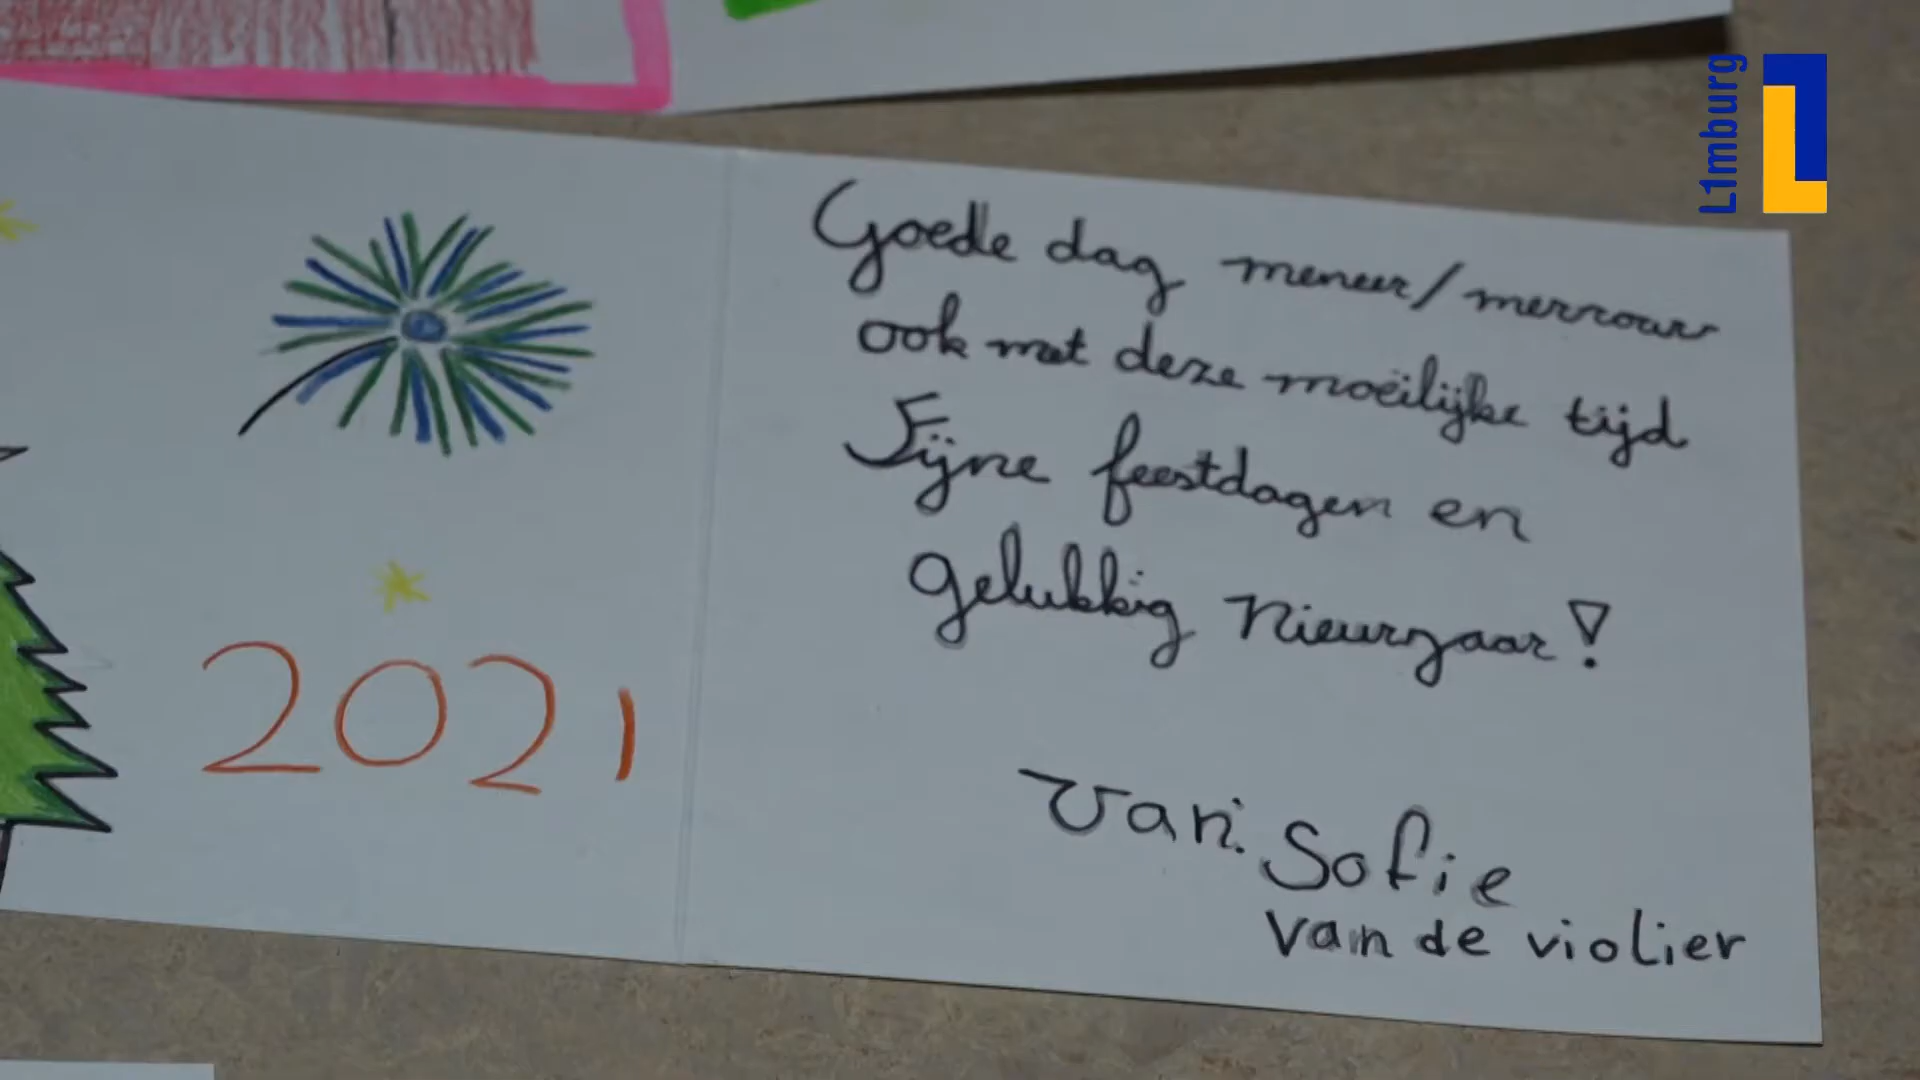 L1mburg
2021
Goede dag meneer/mevrouw
ook met deze moëilijke tijd
Fijne feestdagen en
gelukkig Nieuwjaar!
van: Sofie
van de violier